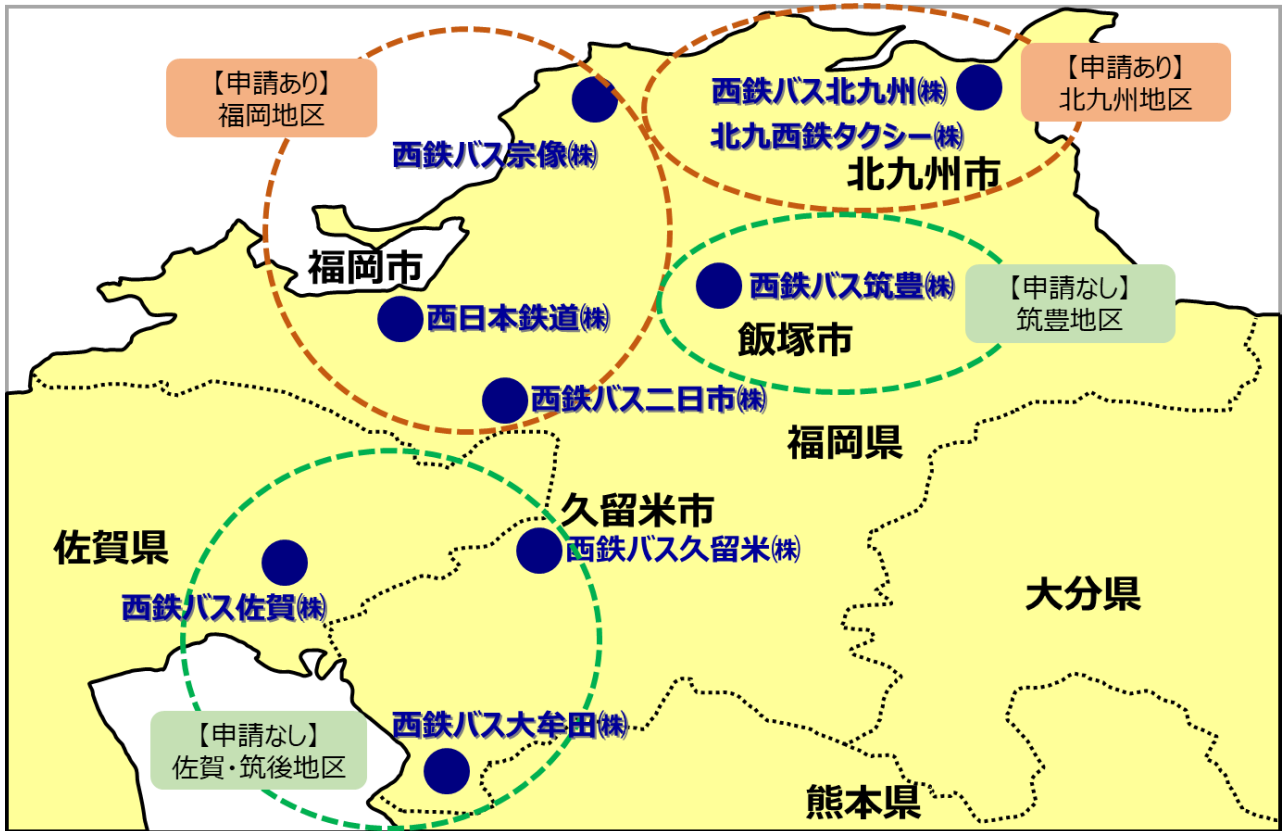 【申請あり】
福岡地区
【申請あり】
北九州地区
西鉄バス北九州㈱
北九西鉄タクシー㈱
北九州市
西鉄バス宗像㈱
福岡市
西日本鉄道㈱
西鉄バス筑豊㈱
飯塚市
【申請なし】
筑豊地区
西鉄バス二日市㈱
福岡県
久留米市
西鉄バス久留米㈱
佐賀県
西鉄バス佐賀㈱
大分県
【申請なし】
佐賀・筑後地区
西鉄バス大牟田㈱
熊本県